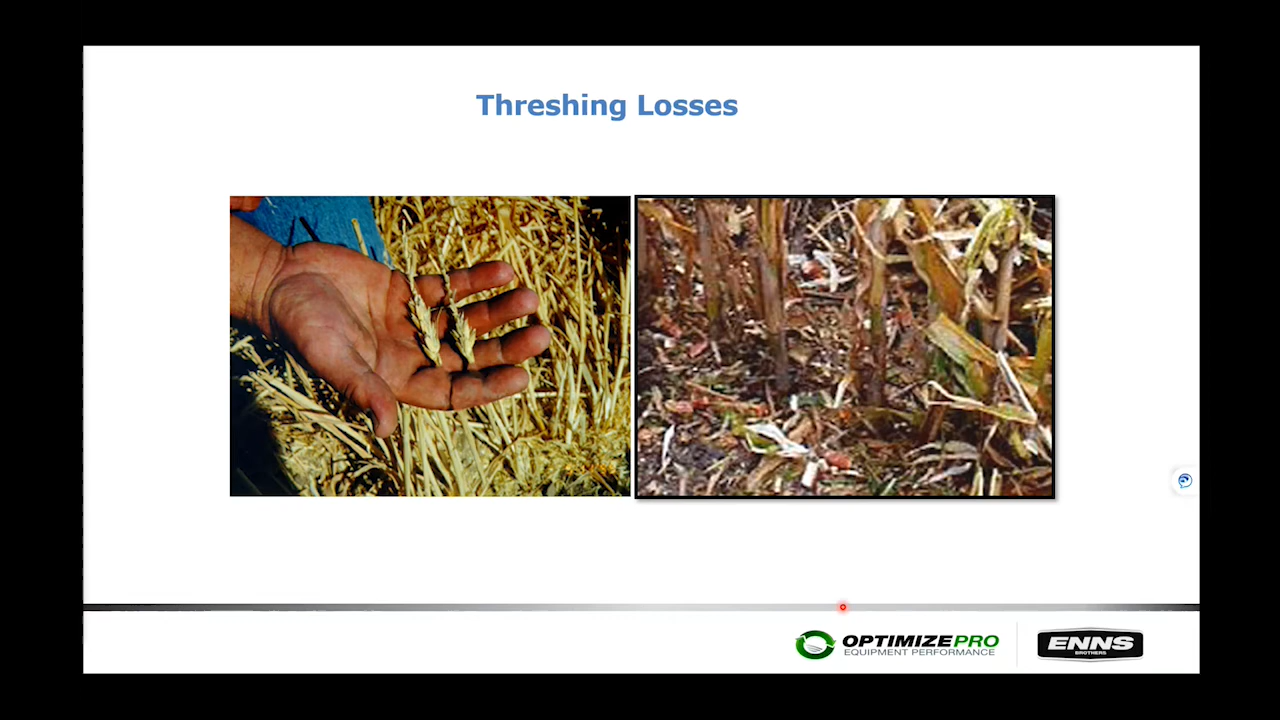 Threshing Losses
OPTIMIZEPRO
EQUIPMENT PERFORMANCE
ENNS
BROTHERS